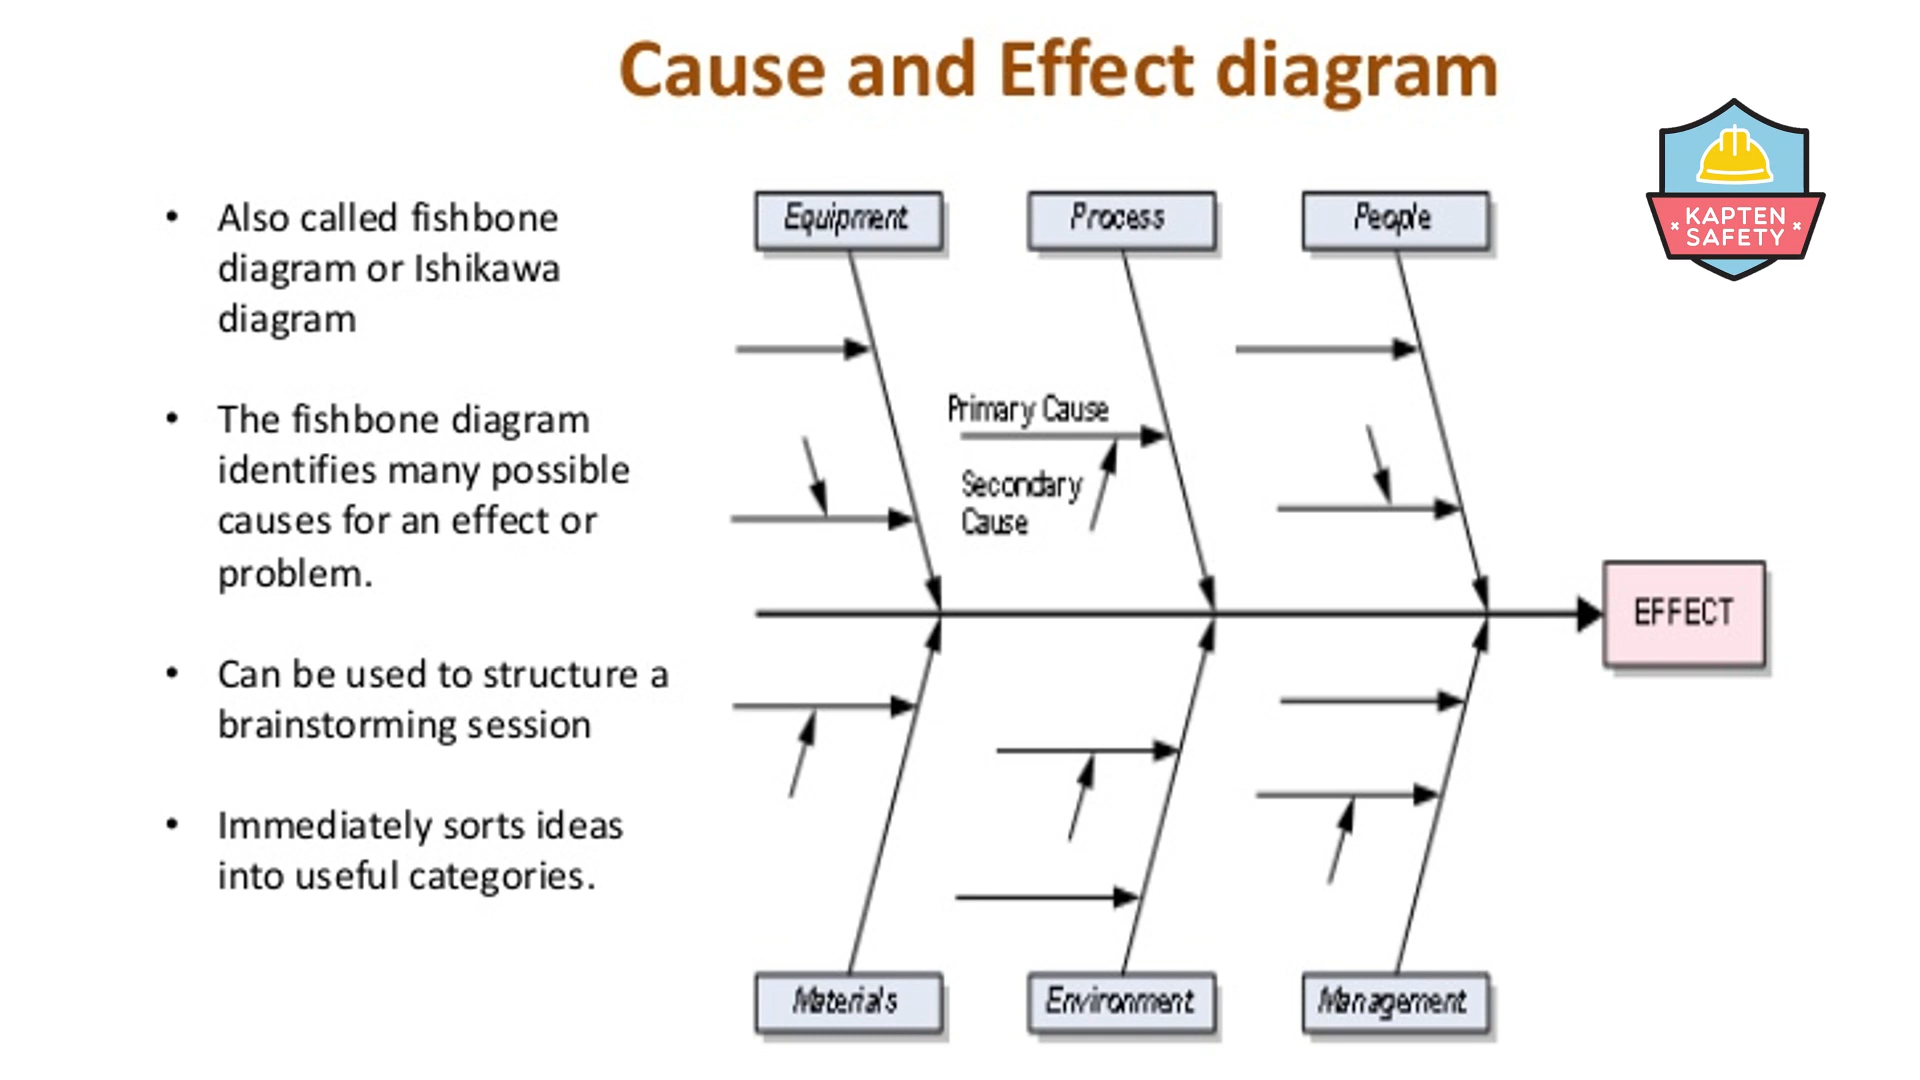 Cause and Effect diagram
KAPTEN
SAFETY
• Also called fishbone
diagram or Ishikawa
diagram
• The fishbone diagram
identifies many possible
causes for an effect or
problem.
• Can be used to structure a
brainstorming session
• Immediately sorts ideas
into useful categories.
Equipment
Process
People
Primary Cause
Secondary
Cause
EFFECT
Materials
Environment
Management